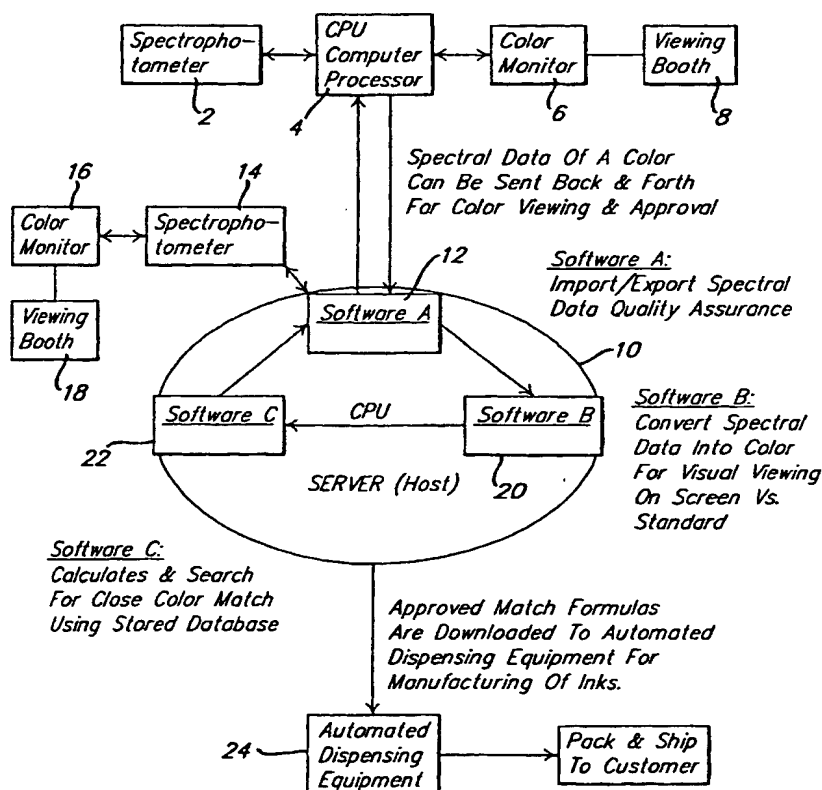 Spectropho-
tometer
2
CPU
Computer
Processor
4
Color
Monitor
6
Viewing
Booth
8
Spectral Data Of A Color
Can Be Sent Back & Forth
For Color Viewing & Approval
16
Color
Monitor
14
Spectropho-
tometer
Viewing
Booth
18
12
Software A
Software A:
Import/Export Spectral
Data Quality Assurance
10
Software C
22
CPU
Software B
20
SERVER (Host)
Software B:
Convert Spectral
Data Into Color
For Visual Viewing
On Screen Vs.
Standard
Software C:
Calculates & Search
For Close Color Match
Using Stored Database
Approved Match Formulas
Are Downloaded To Automated
Dispensing Equipment For
Manufacturing Of Inks.
24
Automated
Dispensing
Equipment
Pack & Ship
To Customer